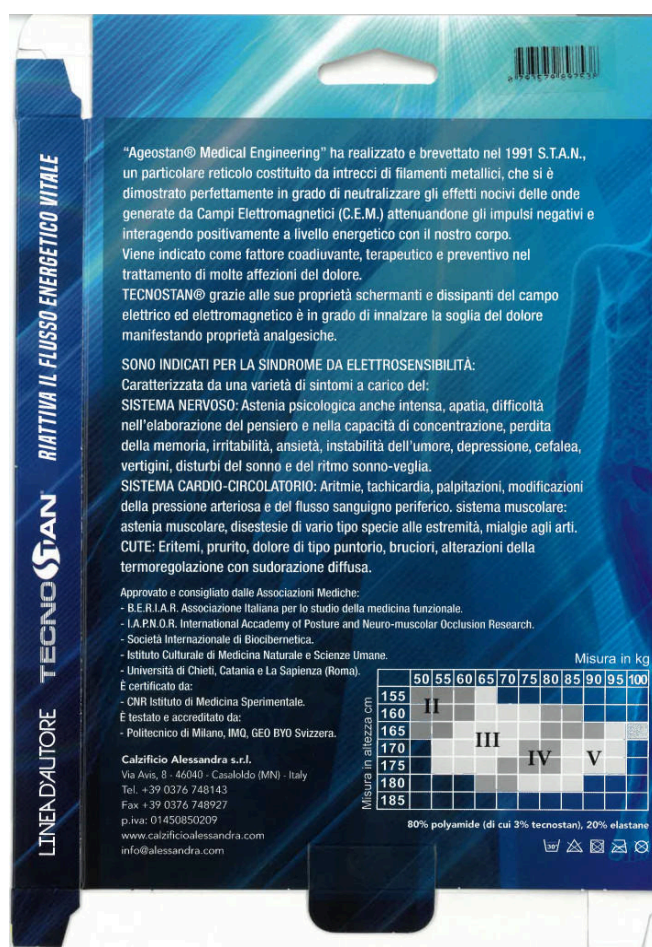 "Ageostan® Medical Engineering" ha realizzato e brevettato nel 1991 S.T.A.N.,
un particolare reticolo costituito da intrecci di filamenti metallici, che si è
dimostrato perfettamente in grado di neutralizzare gli effetti nocivi delle onde
generate da Campi Elettromagnetici (C.E.M.) attenuandone gli impulsi negativi e
interagendo positivamente a livello energetico con il nostro corpo.
Viene indicato come fattore coadiuvante, terapeutico e preventivo nel
trattamento di molte affezioni del dolore.
TECNOSTAN® grazie alle sue proprietà schermanti e dissipanti del campo
elettrico ed elettromagnetico è in grado di innalzare la soglia del dolore
manifestando proprietà analgesiche.
SONO INDICATI PER LA SINDROME DA ELETTROSENSIBILITÀ:
Caratterizzata da una varietà di sintomi a carico del:
SISTEMA NERVOSO: Astenia psicologica anche intensa, apatia, difficoltà
nell'elaborazione del pensiero e nella capacità di concentrazione, perdita
della memoria, irritabilità, ansietà, instabilità dell'umore, depressione, cefalea,
vertigini, disturbi del sonno e del ritmo sonno-veglia.
SISTEMA CARDIO-CIRCOLATORIO: Aritmie, tachicardia, palpitazioni, modificazioni
della pressione arteriosa e del flusso sanguigno periferico. sistema muscolare:
astenia muscolare, disestesie di vario tipo specie alle estremità, mialgie agli arti.
CUTE: Eritemi, prurito, dolore di tipo puntorio, bruciori, alterazioni della
termoregolazione con sudorazione diffusa.
Approvato e consigliato dalle Associazioni Mediche:
- B.E.R.I.A.R. Associazione Italiana per lo studio della medicina funzionale.
- I.A.P.N.O.R. International Accademy of Posture and Neuro-muscolar Occlusion Research.
- Società Internazionale di Biocibernetica.
- Istituto Culturale di Medicina Naturale e Scienze Umane.
- Università di Chieti, Catania e La Sapienza (Roma).
È certificato da:
- CNR Istituto di Medicina Sperimentale.
È testato e accreditato da:
- Politecnico di Milano, IMQ, GEO BYO Svizzera.
Calzificio Alessandra s.r.l.
Via Avis, 8 - 46040 - Casaloldo (MN) - Italy
Tel. +39 0376 748143
Fax +39 0376 748927
p.iva: 01450850209
www.calzificioalessandra.com
info@alessandra.com
Misura in kg
50 55 60 65 70 75 80 85 90 95 100
Misura in altezza cm
155
160
165
170
175
180
185
II
III
IV
V
80% polyamide (di cui 3% tecnostan), 20% elastane
30°
LINEA D'AUTORE TECNOSTAN® RIATTIVA IL FLUSSO ENERGETICO VITALE